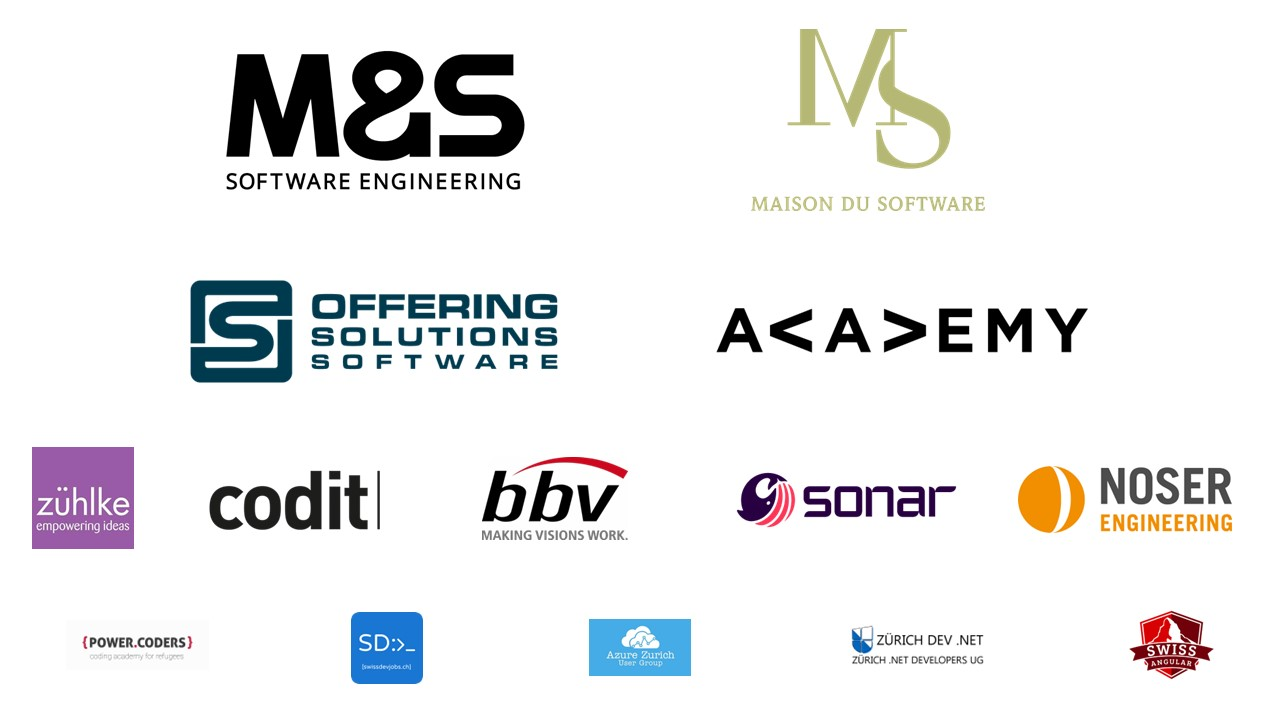 M&S
SOFTWARE ENGINEERING
MS
MAISON DU SOFTWARE
S
OFFERING
SOLUTIONS
SOFTWARE
A<A>EMY
zühlke
empowering ideas
codit|
bbv
MAKING VISIONS WORK.
sonar
NOSER
ENGINEERING
{POWER.CODERS}
coding academy for refugees
SD:>_
[swissdevjobs.ch]
Azure Zurich
User Group
ZÜRICH DEV .NET
ZÜRICH .NET DEVELOPERS UG
SWISS
ANGULAR